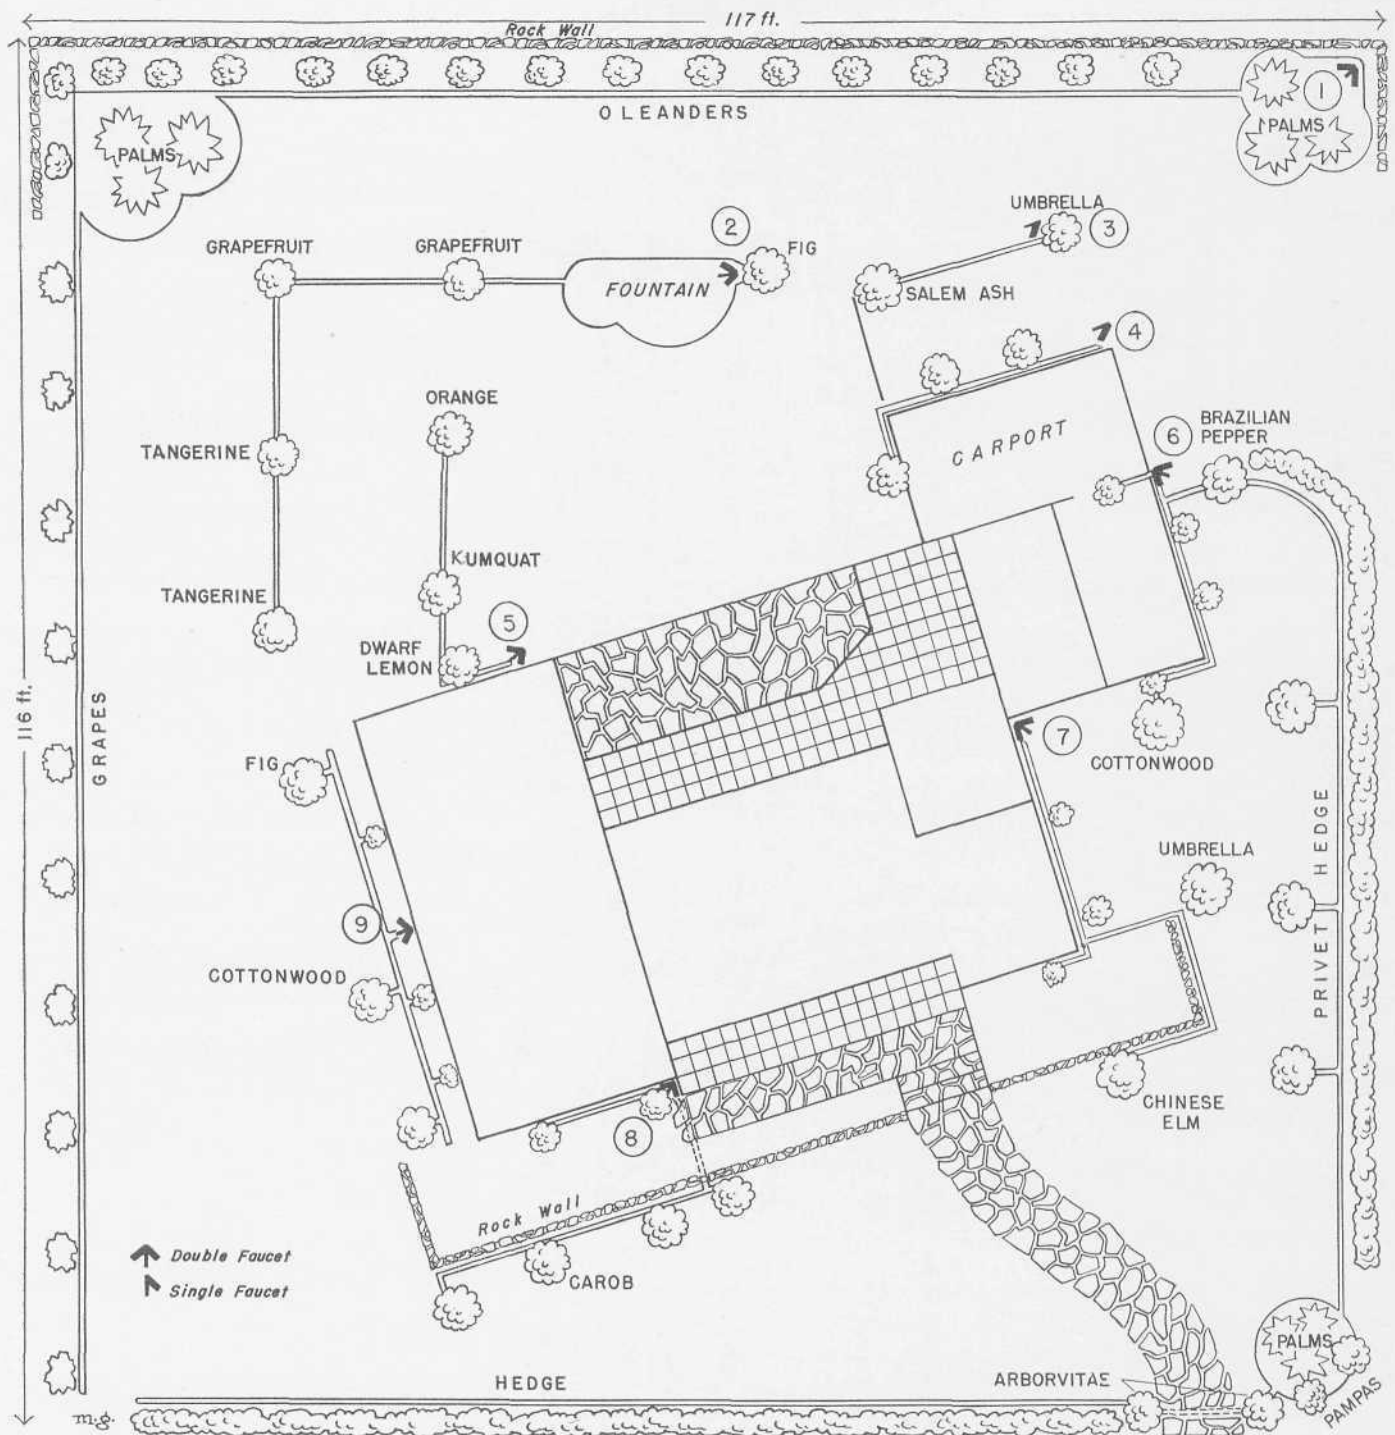 117 ft.
Rock Wall
OLEANDERS
1
PALMS
PALMS
UMBRELLA
3
2
GRAPEFRUIT
GRAPEFRUIT
FIG
FOUNTAIN
SALEM ASH
4
ORANGE
CARPORT
6
BRAZILIAN
PEPPER
TANGERINE
KUMQUAT
TANGERINE
5
DWARF
LEMON
116 ft.
GRAPES
7
FIG
COTTONWOOD
PRIVET HEDGE
UMBRELLA
9
COTTONWOOD
CHINESE
ELM
8
Rock Wall
Double Faucet
Single Faucet
CAROB
PALMS
HEDGE
ARBORVITAE
PAMPAS
m.g.